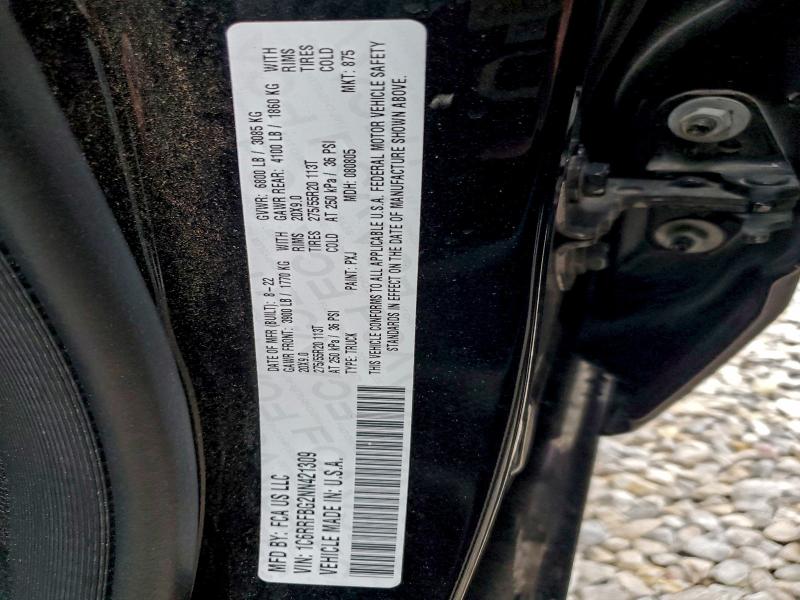 MFD BY: FCA US LLC
VIN: 1C6RRFBG2NN421309
VEHICLE MADE IN: U.S.A.
DATE OF MFR (BUILT): 8-22 GVWR: 6800 LB / 3085 KG
GAWR FRONT: 3900 LB / 1770 KG WITH GAWR REAR: 4100 LB / 1860 KG WITH
20X9.0 RIMS 20X9.0 RIMS
275/55R20 113T TIRES 275/55R20 113T TIRES
AT 250 kPa / 36 PSI COLD AT 250 kPa / 36 PSI COLD
TYPE: TRUCK PAINT: PXJ MDH: 080805 MKT: 875
THIS VEHICLE CONFORMS TO ALL APPLICABLE U.S.A. FEDERAL MOTOR VEHICLE SAFETY
STANDARDS IN EFFECT ON THE DATE OF MANUFACTURE SHOWN ABOVE.